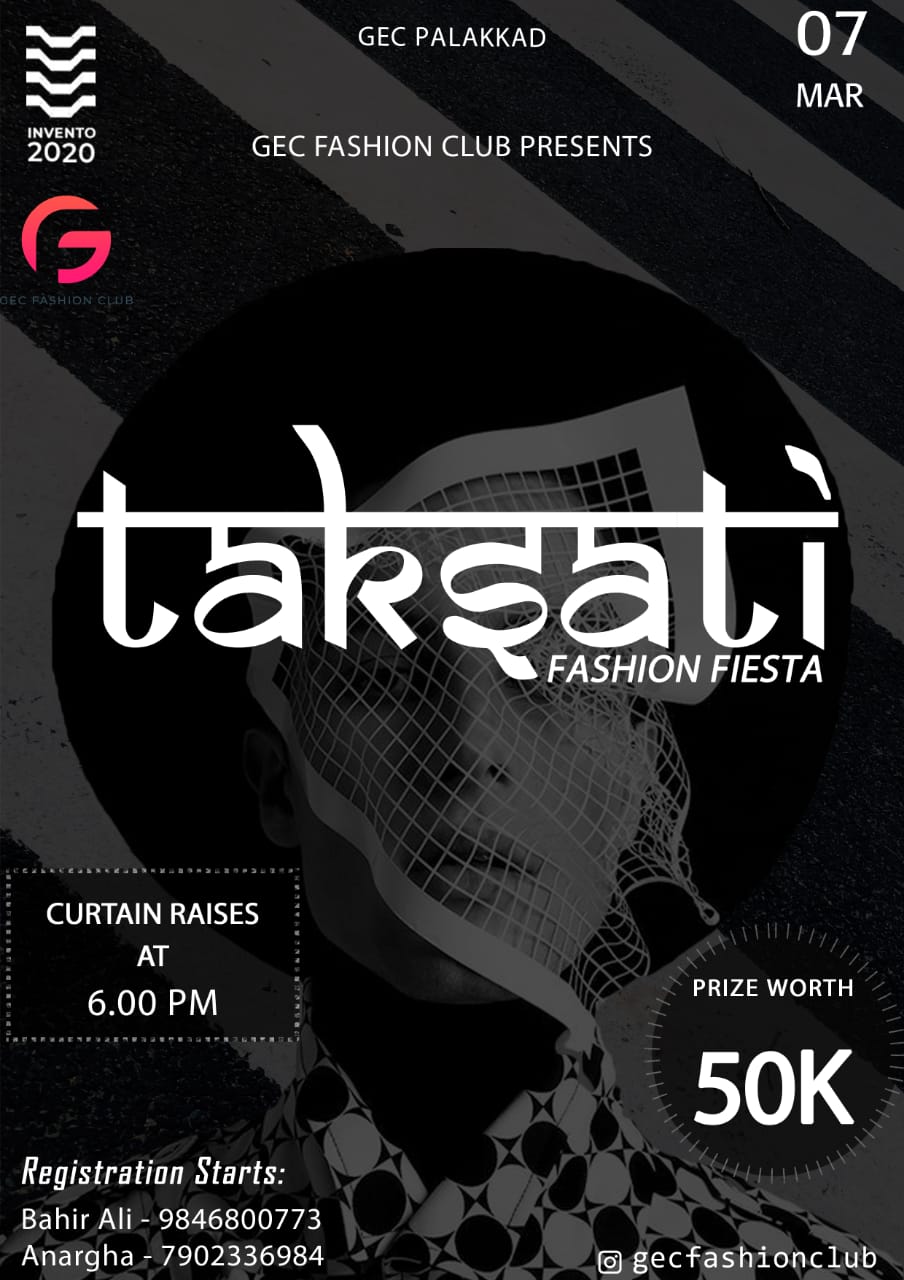 GEC PALAKKAD
07
MAR
INVENTO
2020
GEC FASHION CLUB PRESENTS
GEC FASHION CLUB
taksati
FASHION FIESTA
CURTAIN RAISES
AT
6.00 PM
PRIZE WORTH
50K
Registration Starts:
Bahir Ali - 9846800773
Anargha - 7902336984
gecfashionclub